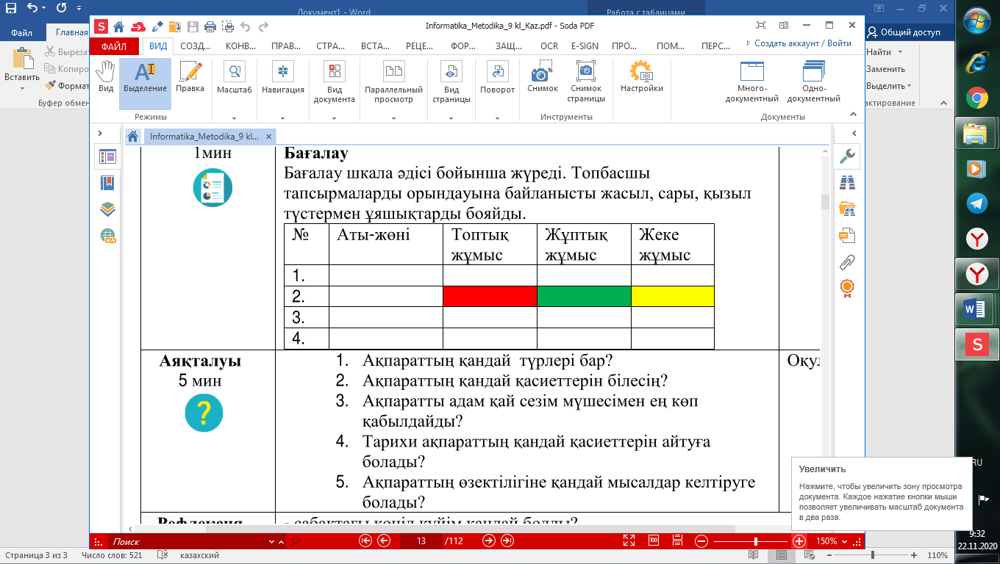 Документ1 - Word
Работа с таблицами
Informatika_Metodika_9 kl_Kaz.pdf - Soda PDF
Файл
Главная
Общий доступ
ФАЙЛ ВИД СОЗД... КОНВ... ПРАВ... СТРА... ВСТА... РЕЦЕ... ФОР... ЗАЩ... OCR E-SIGN ПРО... ПОМ... ПЕРС...
Создать аккаунт / Войти
Вставить
Вырезат
Копиро
Формат
Буфер обмен
Найти
Заменить
Выделить
актирование
Вид
Выделение
Правка
Масштаб
Навигация
Вид
документа
Параллельный
просмотр
Вид
страницы
Поворот
Снимок
Снимок
страницы
Настройки
Много-
документный
Одно-
документный
Режимы
Инструменты
Документы
Informatika_Metodika_9 kl...
1мин
Бағалау
Бағалау шкала әдісі бойынша жүреді. Топбасшы
тапсырмаларды орындауына байланысты жасыл, сары, қызыл
түстермен ұяшықтарды бояйды.
№ Аты-жөні Топтық жұмыс Жұптық жұмыс Жеке жұмыс
1.
2.
3.
4.
Аяқталуы
5 мин
?
1. Ақпараттың қандай түрлері бар?
2. Ақпараттың қандай қасиеттерін білесің?
3. Ақпаратты адам қай сезім мүшесімен ең көп
қабылдайды?
4. Тарихи ақпараттың қандай қасиеттерін айтуға
болады?
5. Ақпараттың өзектілігіне қандай мысалдар келтіруге
болады?
Оқул
Рефлексия
- сабақтағы көңіл күйім қандай болды?
Увеличить
Нажмите, чтобы увеличить зону просмотра
документа. Каждое нажатие кнопки мыши
позволяет увеличивать масштаб документа
в два раза.
RU
Поиск
13 /112
150%
9:32
22.11.2020
Страница 3 из 3
Число слов: 521
казахский
110%